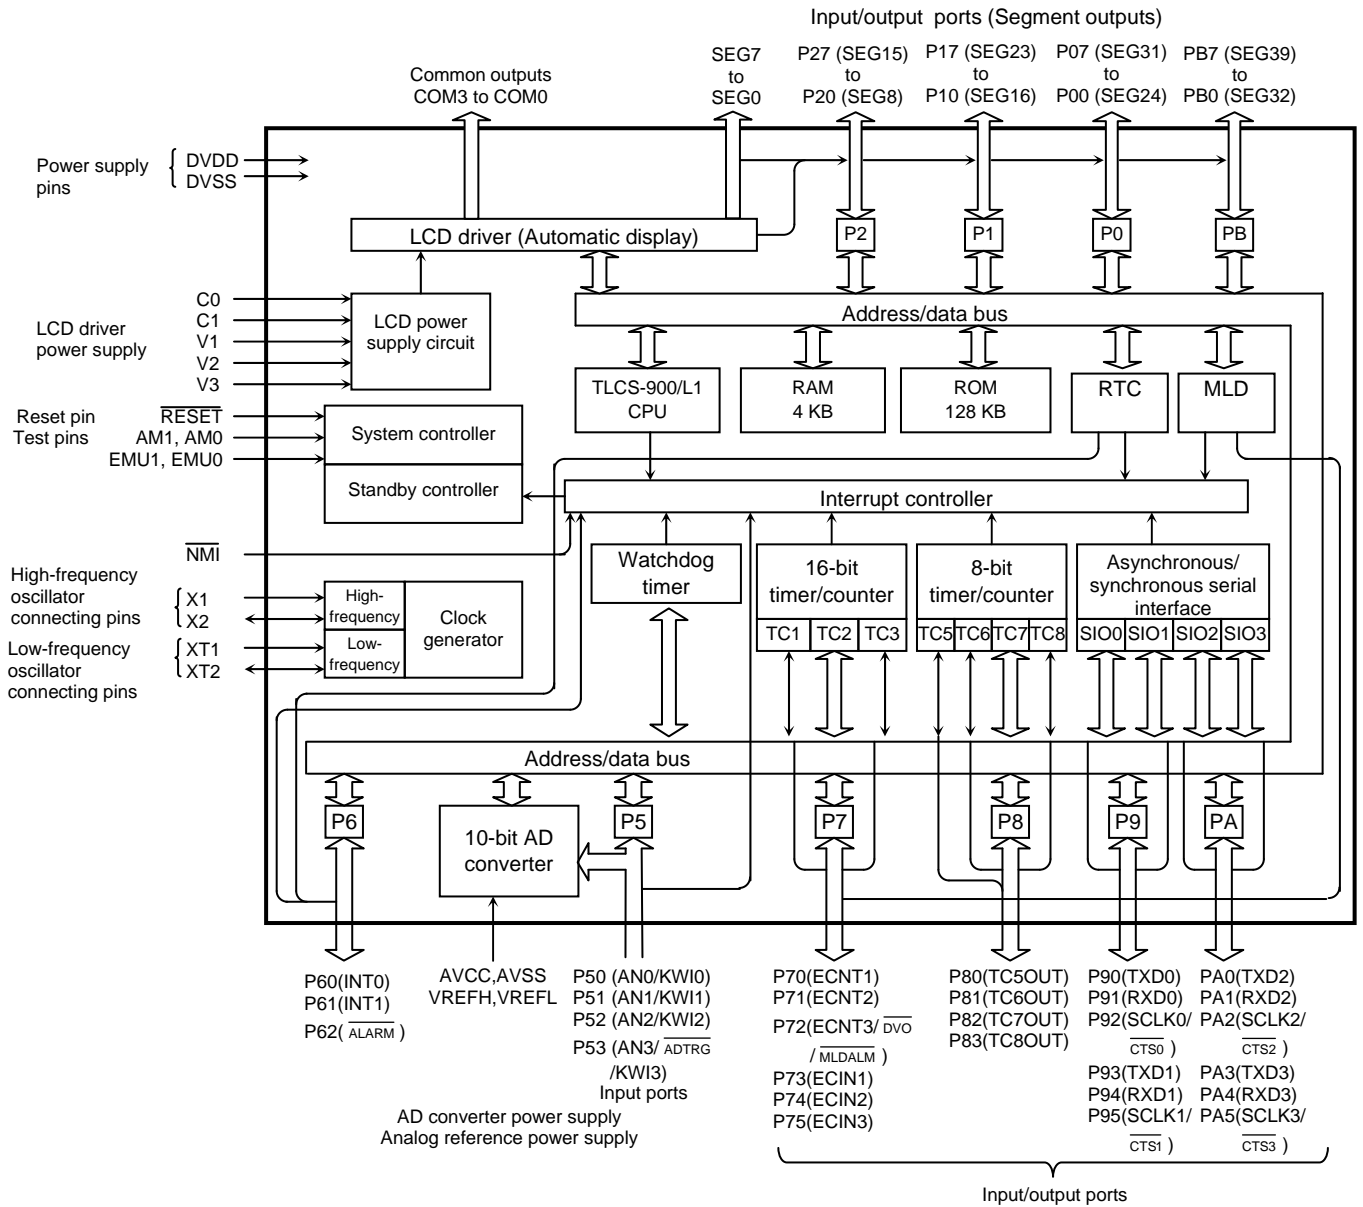 Input/output ports (Segment outputs)
Common outputs
COM3 to COM0
SEG7
to
SEG0
P27 (SEG15)
to
P20 (SEG8)
P17 (SEG23)
to
P10 (SEG16)
P07 (SEG31)
to
P00 (SEG24)
PB7 (SEG39)
to
PB0 (SEG32)
Power supply
pins
DVDD
DVSS
LCD driver (Automatic display)
P2
P1
P0
PB
LCD driver
power supply
C0
C1
V1
V2
V3
LCD power
supply circuit
Address/data bus
TLCS-900/L1
CPU
RAM
4 KB
ROM
128 KB
RTC
MLD
Reset pin
Test pins
RESET
AM1, AM0
EMU1, EMU0
System controller
Standby controller
Interrupt controller
NMI
High-frequency
oscillator
connecting pins
X1
X2
Low-frequency
oscillator
connecting pins
XT1
XT2
High-
frequency
Low-
frequency
Clock
generator
Watchdog
timer
16-bit
timer/counter
TC1
TC2
TC3
8-bit
timer/counter
TC5
TC6
TC7
TC8
Asynchronous/
synchronous serial
interface
SIO0
SIO1
SIO2
SIO3
Address/data bus
P6
10-bit AD
converter
P5
P7
P8
P9
PA
P60(INT0)
P61(INT1)
P62( ALARM )
AVCC,AVSS
VREFH,VREFL
P50 (AN0/KWI0)
P51 (AN1/KWI1)
P52 (AN2/KWI2)
P53 (AN3/ ADTRG
/KWI3)
Input ports
AD converter power supply
Analog reference power supply
P70(ECNT1)
P71(ECNT2)
P72(ECNT3/ DVO
/ MLDALM )
P73(ECIN1)
P74(ECIN2)
P75(ECIN3)
P80(TC5OUT)
P81(TC6OUT)
P82(TC7OUT)
P83(TC8OUT)
P90(TXD0)
P91(RXD0)
P92(SCLK0/
CTS0 )
P93(TXD1)
P94(RXD1)
P95(SCLK1/
CTS1 )
PA0(TXD2)
PA1(RXD2)
PA2(SCLK2/
CTS2 )
PA3(TXD3)
PA4(RXD3)
PA5(SCLK3/
CTS3 )
Input/output ports